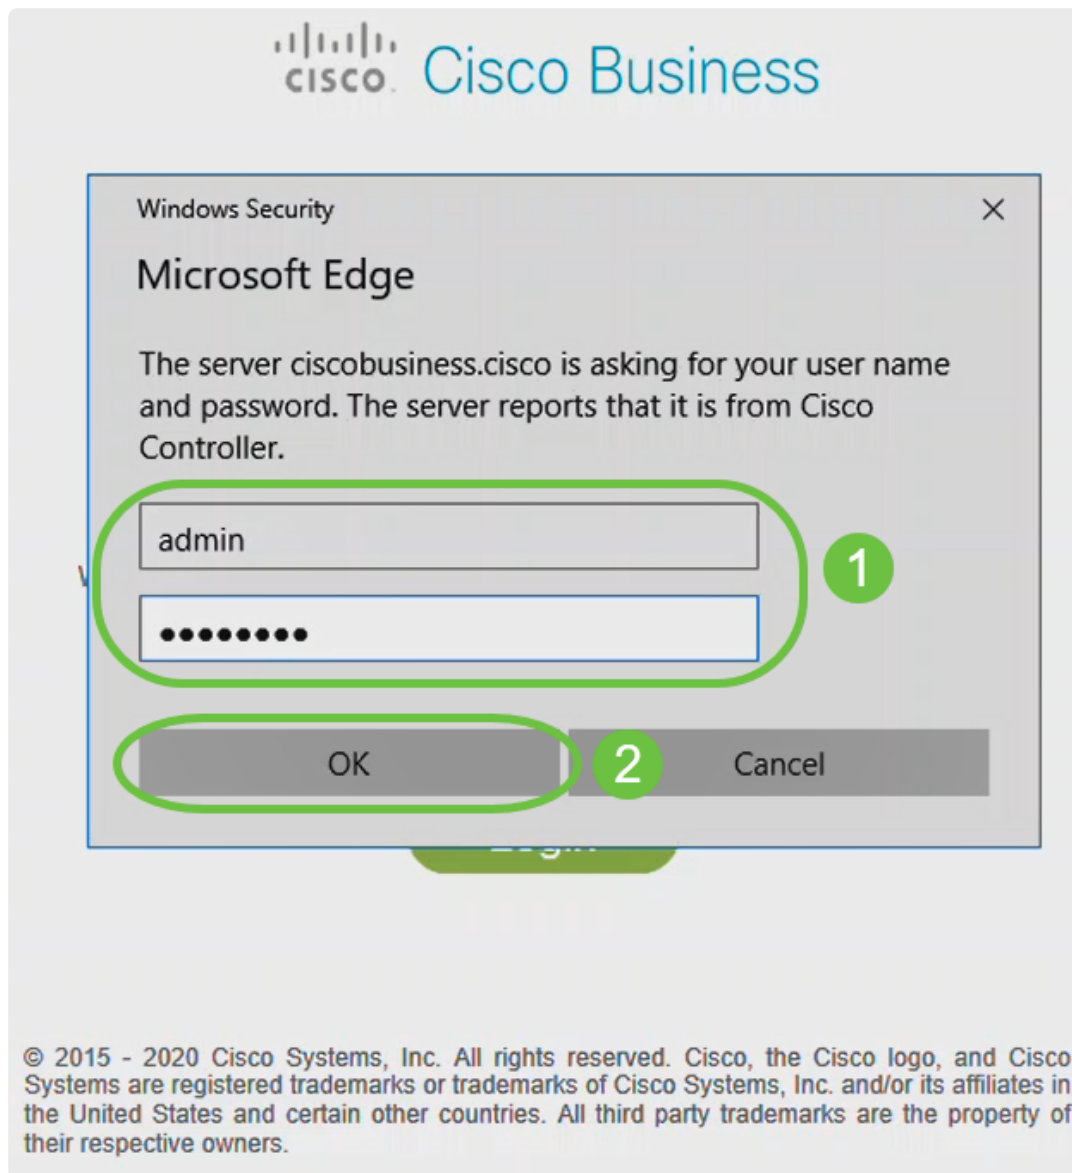 CISCO. Cisco Business
Windows Security
Microsoft Edge
The server ciscobusiness.cisco is asking for your user name
and password. The server reports that it is from Cisco
Controller.
admin
1
••••••••
OK
2
Cancel
Login
© 2015 - 2020 Cisco Systems, Inc. All rights reserved. Cisco, the Cisco logo, and Cisco
Systems are registered trademarks or trademarks of Cisco Systems, Inc. and/or its affiliates in
the United States and certain other countries. All third party trademarks are the property of
their respective owners.